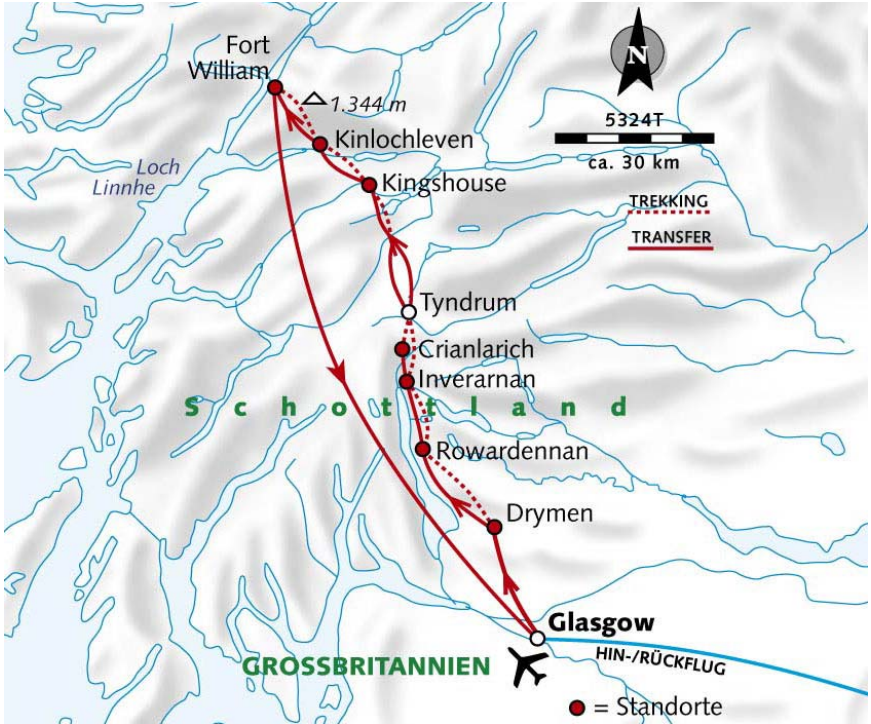 Fort
William
1.344 m
N
5324T
ca. 30 km
Kinlochleven
Loch
Linnhe
Kingshouse
TREKKING
TRANSFER
Tyndrum
Crianlarich
Inverarnan
Schottland
Rowardennan
Drymen
Glasgow
GROSSBRITANNIEN
HIN-/RÜCKFLUG
= Standorte